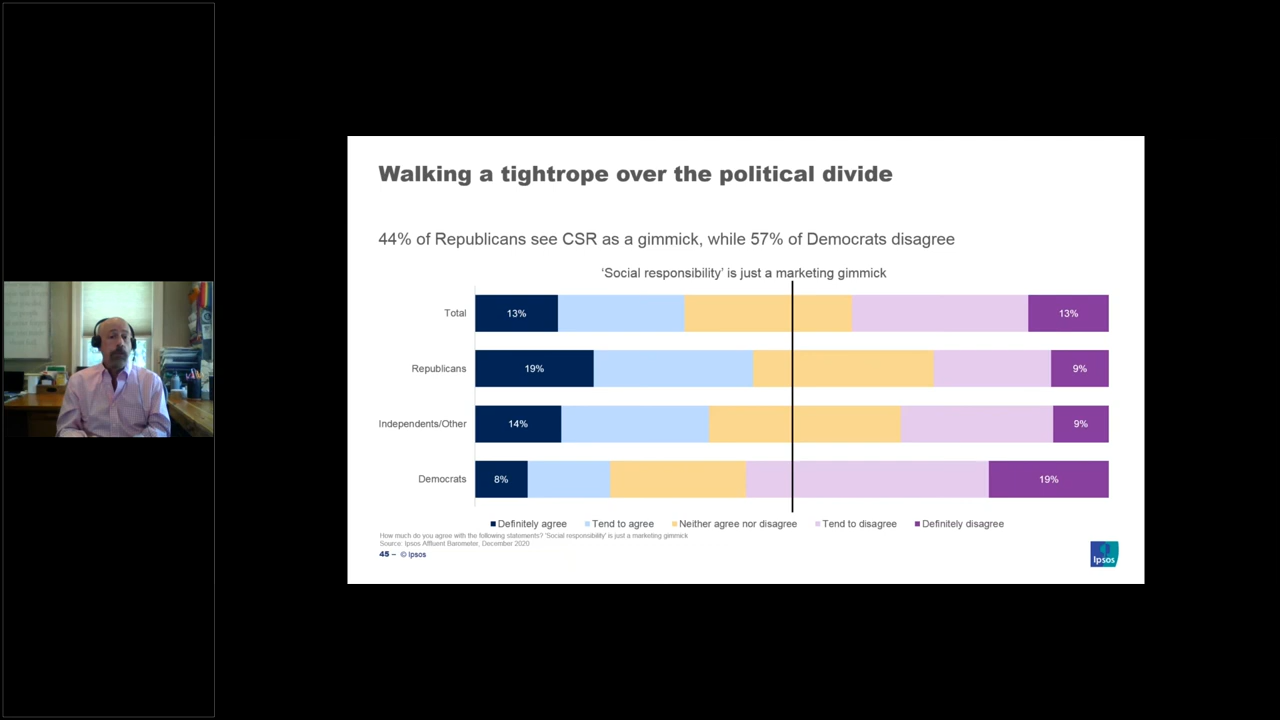 Walking a tightrope over the political divide
44% of Republicans see CSR as a gimmick, while 57% of Democrats disagree
‘Social responsibility’ is just a marketing gimmick
Total 13% 13%
Republicans 19% 9%
Independents/Other 14% 9%
Democrats 8% 19%
Definitely agree Tend to agree Neither agree nor disagree Tend to disagree Definitely disagree
How much do you agree with the following statements? ‘Social responsibility’ is just a marketing gimmick
Source: Ipsos Affluent Barometer, December 2020
45 – © Ipsos
Ipsos